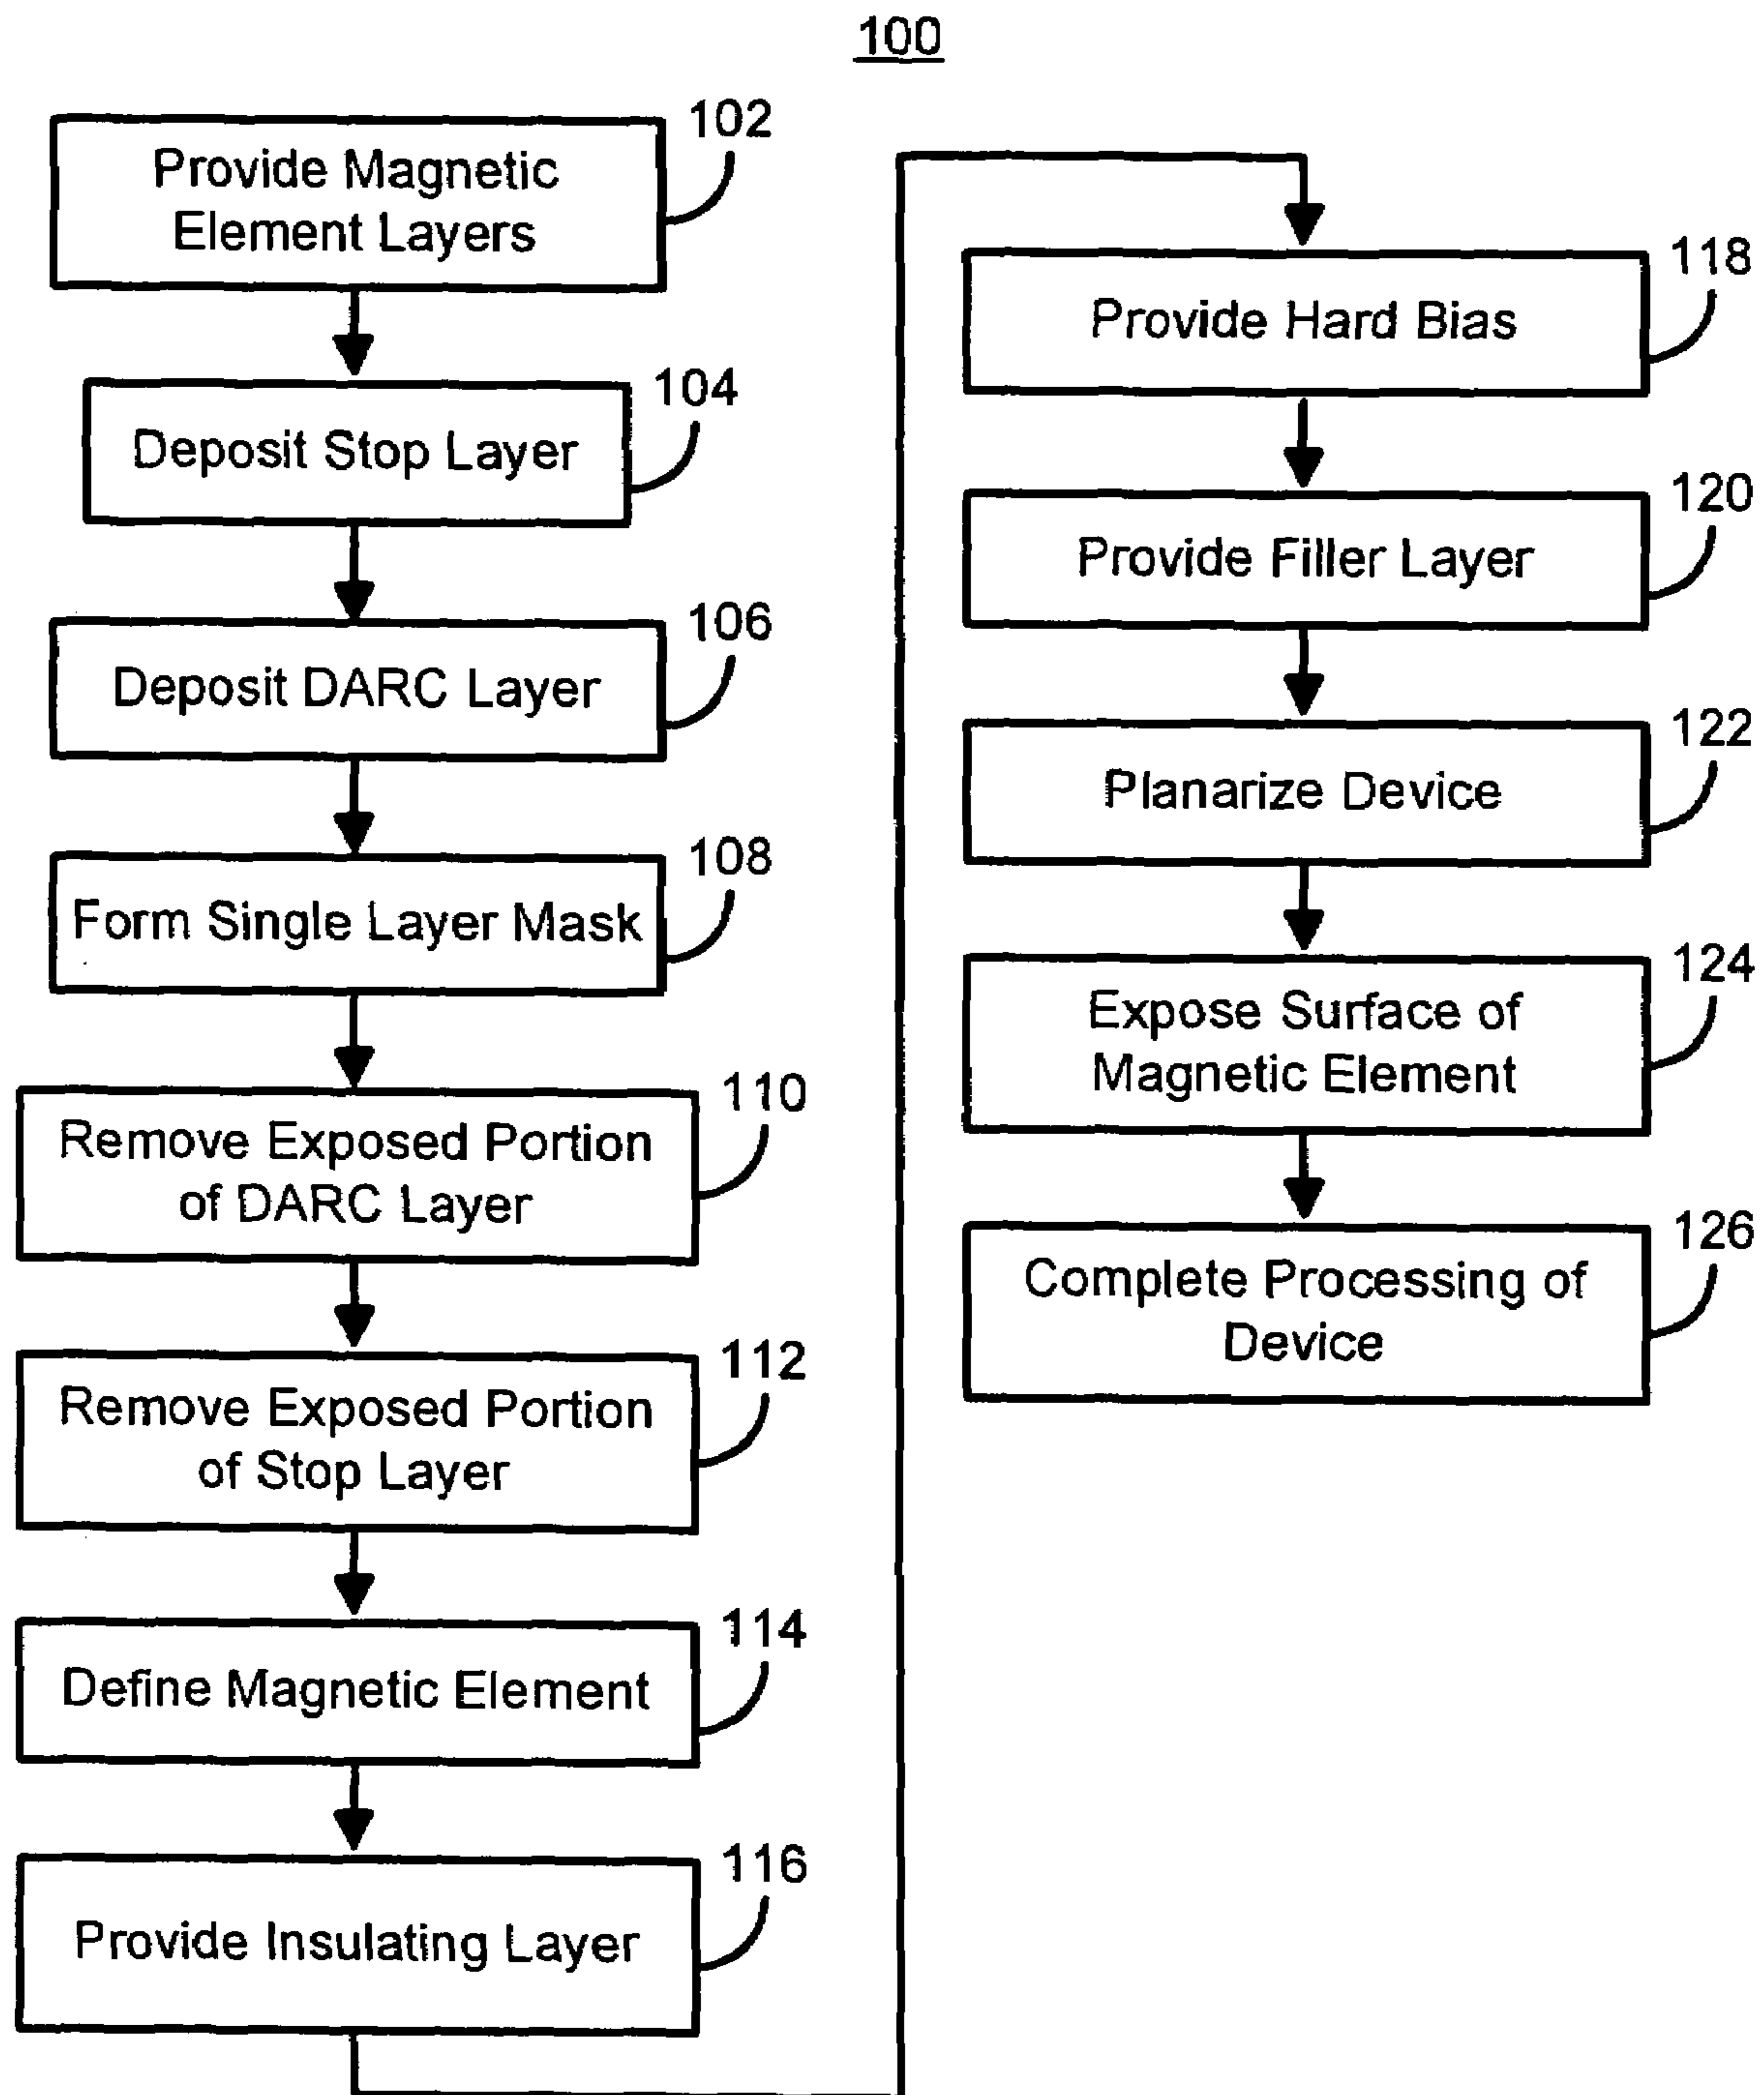 100
102
Provide Magnetic
Element Layers
104
Deposit Stop Layer
106
Deposit DARC Layer
108
Form Single Layer Mask
110
Remove Exposed Portion
of DARC Layer
112
Remove Exposed Portion
of Stop Layer
114
Define Magnetic Element
116
Provide Insulating Layer
118
Provide Hard Bias
120
Provide Filler Layer
122
Planarize Device
124
Expose Surface of
Magnetic Element
126
Complete Processing of
Device